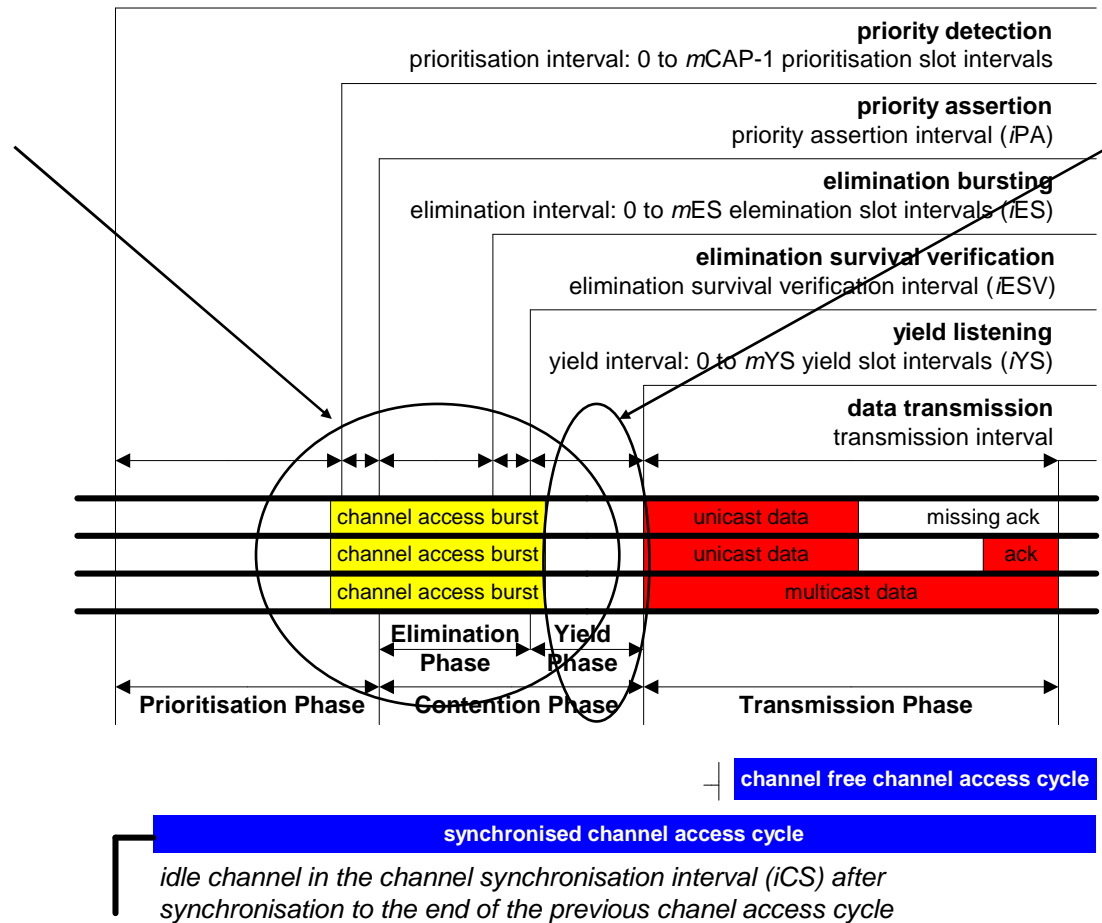 priority detection
prioritisation interval: 0 to mCAP-1 prioritisation slot intervals
priority assertion
priority assertion interval (iPA)
elimination bursting
elimination interval: 0 to mES elemination slot intervals (iES)
elimination survival verification
elimination survival verification interval (iESV)
yield listening
yield interval: 0 to mYS yield slot intervals (iYS)
data transmission
transmission interval
channel access burst unicast data missing ack
channel access burst unicast data ack
channel access burst multicast data
Elimination Phase
Yield Phase
Prioritisation Phase Contention Phase Transmission Phase
channel free channel access cycle
synchronised channel access cycle
idle channel in the channel synchronisation interval (iCS) after
synchronisation to the end of the previous chanel access cycle